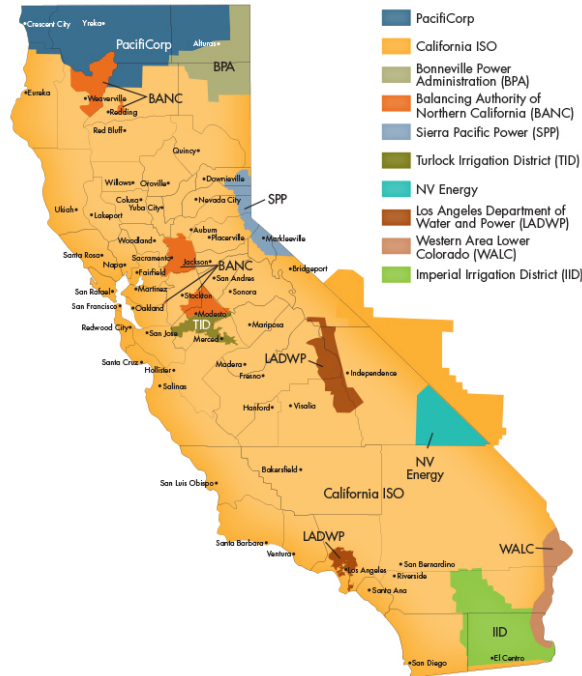 Crescent City
Yreka
PacifiCorp
Alturas
BPA
Eureka
Weaverville
BANC
Redding
Red Bluff
Quincy
Downieville
Willows
Oroville
Nevada City
SPP
Colusa
Yuba City
Ukiah
Lakeport
Auburn
Placerville
Woodland
Markleeville
Santa Rosa
Sacramento
Jackson
BANC
Napa
Fairfield
Bridgeport
San Andres
San Rafael
Martinez
Stockton
Sonora
San Francisco
Oakland
Modesto
Redwood City
TID
Mariposa
San Jose
Merced
Santa Cruz
Madera
LADWP
Hollister
Fresno
Independence
Salinas
Hanford
Visalia
NV
Energy
Bakersfield
San Luis Obispo
California ISO
LADWP
WALC
Santa Barbara
Ventura
San Bernardino
Los Angeles
Riverside
Santa Ana
IID
El Centro
San Diego
PacifiCorp
California ISO
Bonneville Power
Administration (BPA)
Balancing Authority of
Northern California (BANC)
Sierra Pacific Power (SPP)
Turlock Irrigation District (TID)
NV Energy
Los Angeles Department of
Water and Power (LADWP)
Western Area Lower
Colorado (WALC)
Imperial Irrigation District (IID)